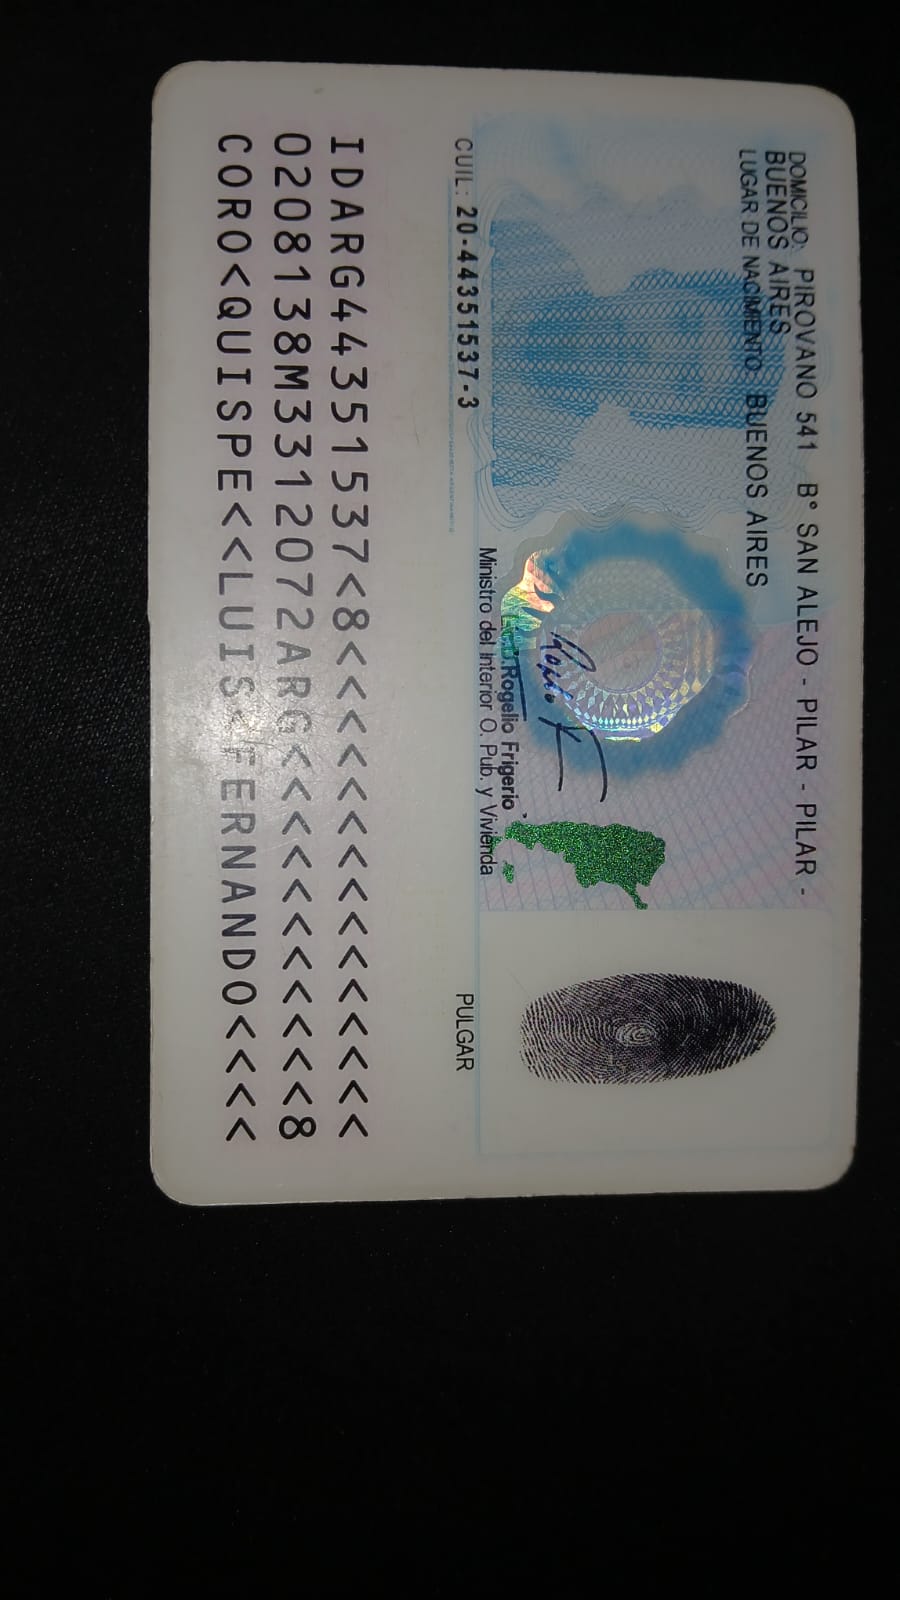 DOMICILIO: PIROVANO 541 B° SAN ALEJO - PILAR - PILAR -
BUENOS AIRES
LUGAR DE NACIMIENTO: BUENOS AIRES
Rogelio Frigerio
Ministro del Interior O. Pub. y Vivienda
CUIL: 20-44351537-3
PULGAR
IDARG44351537<8<<<<<<<<<<<<<<<
0208138M3312072ARG<<<<<<<<<<<8
CORO<QUISPE<<LUIS<FERNANDO<<<<